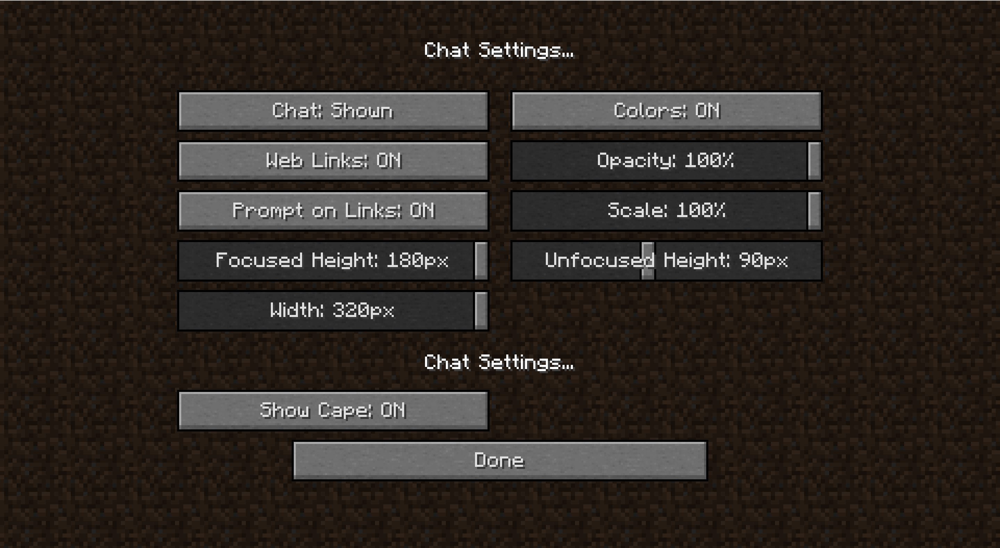 Chat Settings...
Chat: Shown
Colors: ON
Web Links: ON
Opacity: 100%
Prompt on Links: ON
Scale: 100%
Focused Height: 180px
Unfocused Height: 90px
Width: 320px
Chat Settings...
Show Cape: ON
Done